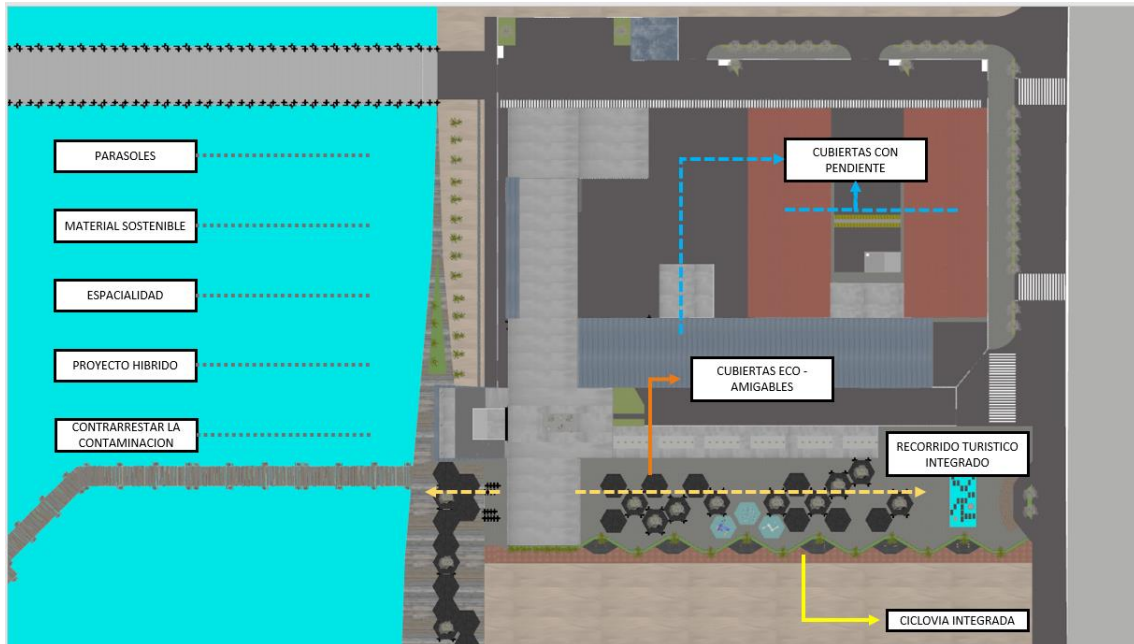 PARASOLES
MATERIAL SOSTENIBLE
ESPACIALIDAD
PROYECTO HIBRIDO
CONTRARRESTAR LA
CONTAMINACION
CUBIERTAS CON
PENDIENTE
CUBIERTAS ECO -
AMIGABLES
RECORRIDO TURISTICO
INTEGRADO
CICLOVIA INTEGRADA